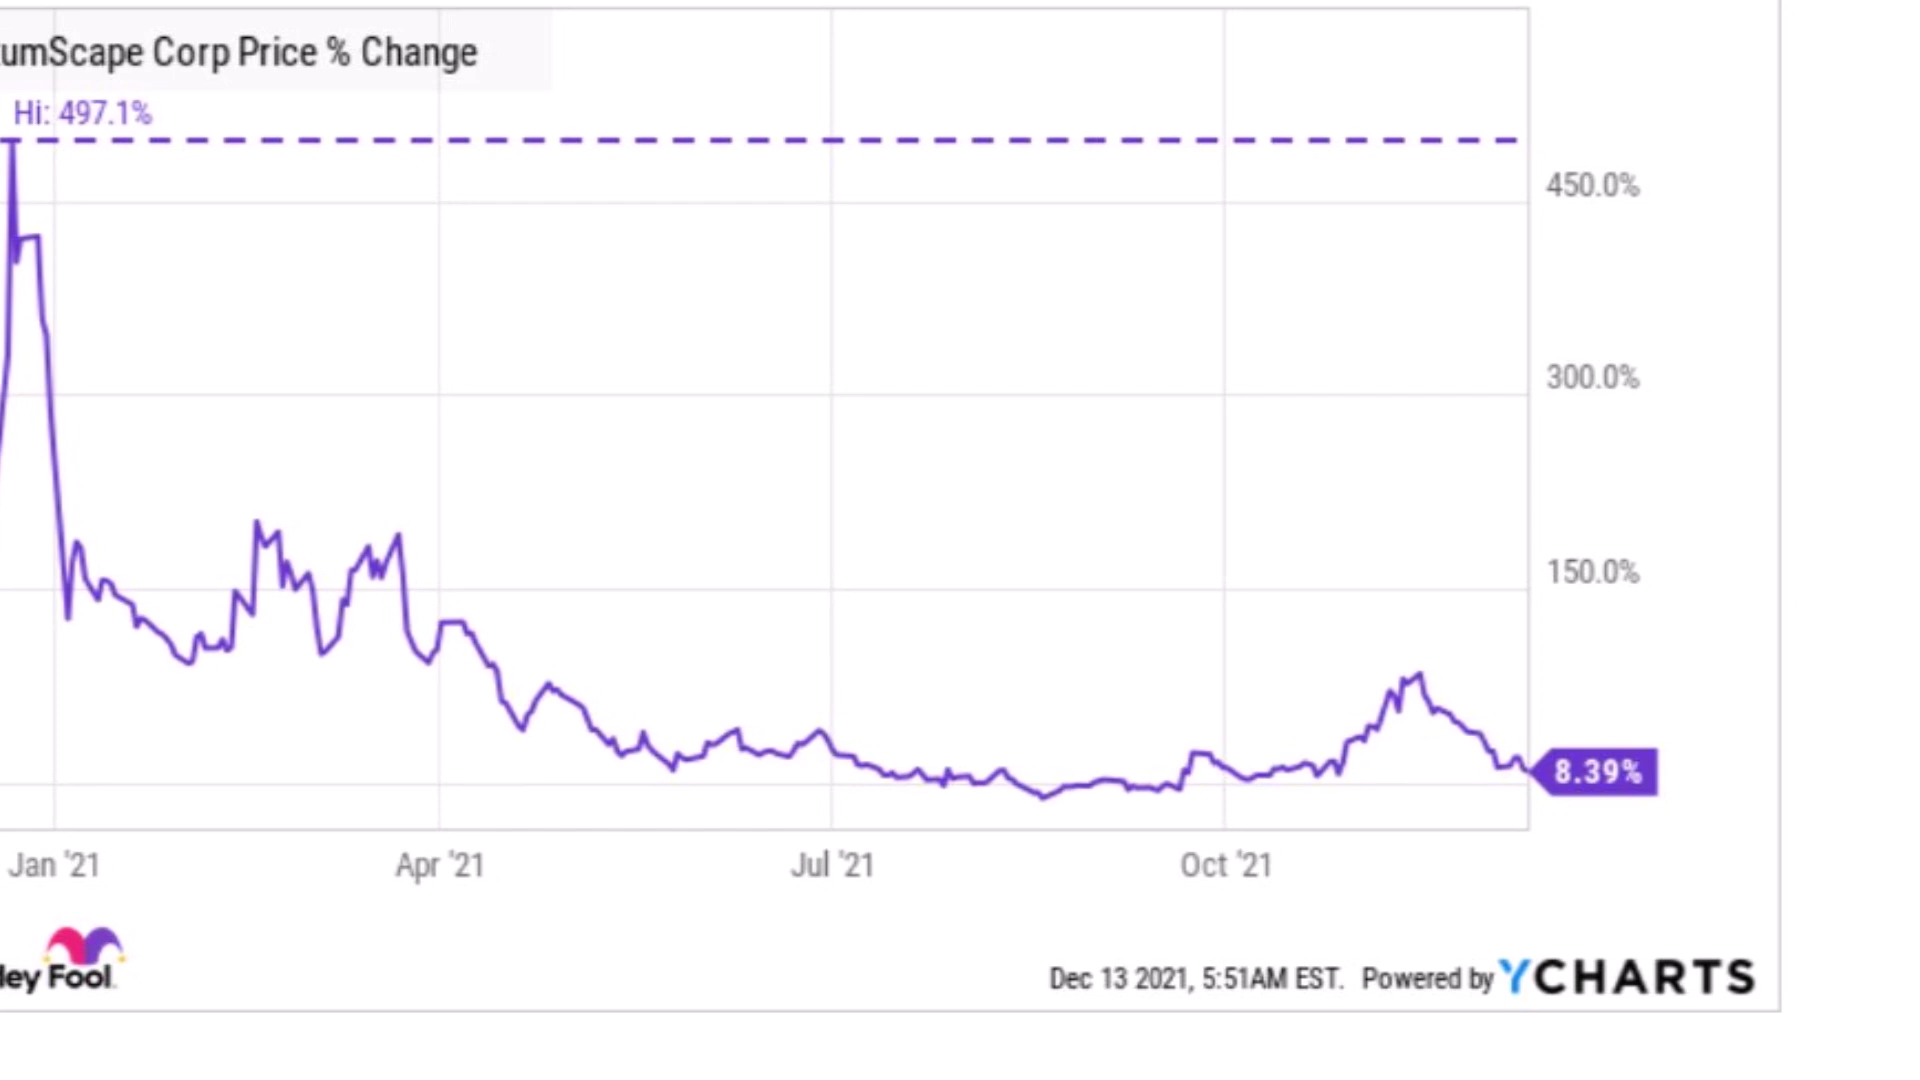 umScape Corp Price % Change
Hi: 497.1%
450.0%
300.0%
150.0%
8.39%
Jan '21
Apr '21
Jul '21
Oct '21
ley Fool
Dec 13 2021, 5:51AM EST. Powered by YCHARTS